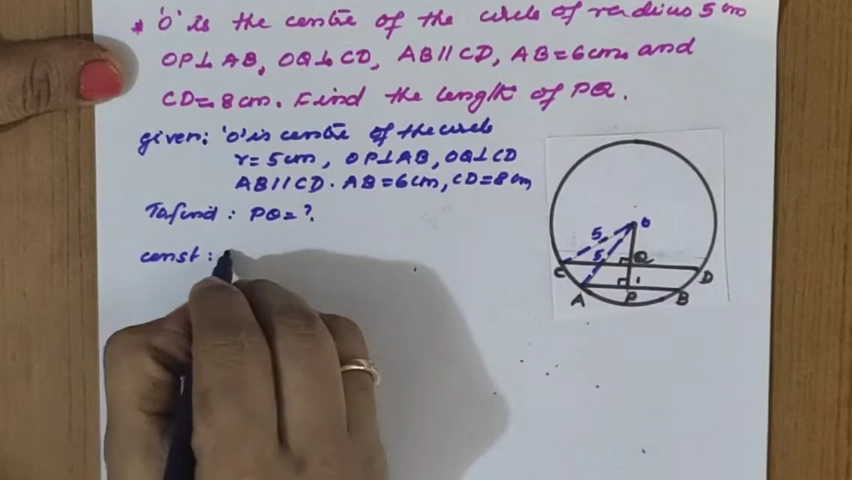 * 'O' is the centre of the circle of radius 5 cm
OP⊥AB, OQ⊥CD, AB//CD, AB=6cm and
CD=8cm. Find the length of PQ.
given: 'O' is centre of the circle
r=5cm, OP⊥AB, OQ⊥CD
AB//CD. AB=6cm, CD=8cm
Tofind: PQ=?.
const:
O
5
5
C
Q
D
A
P
B